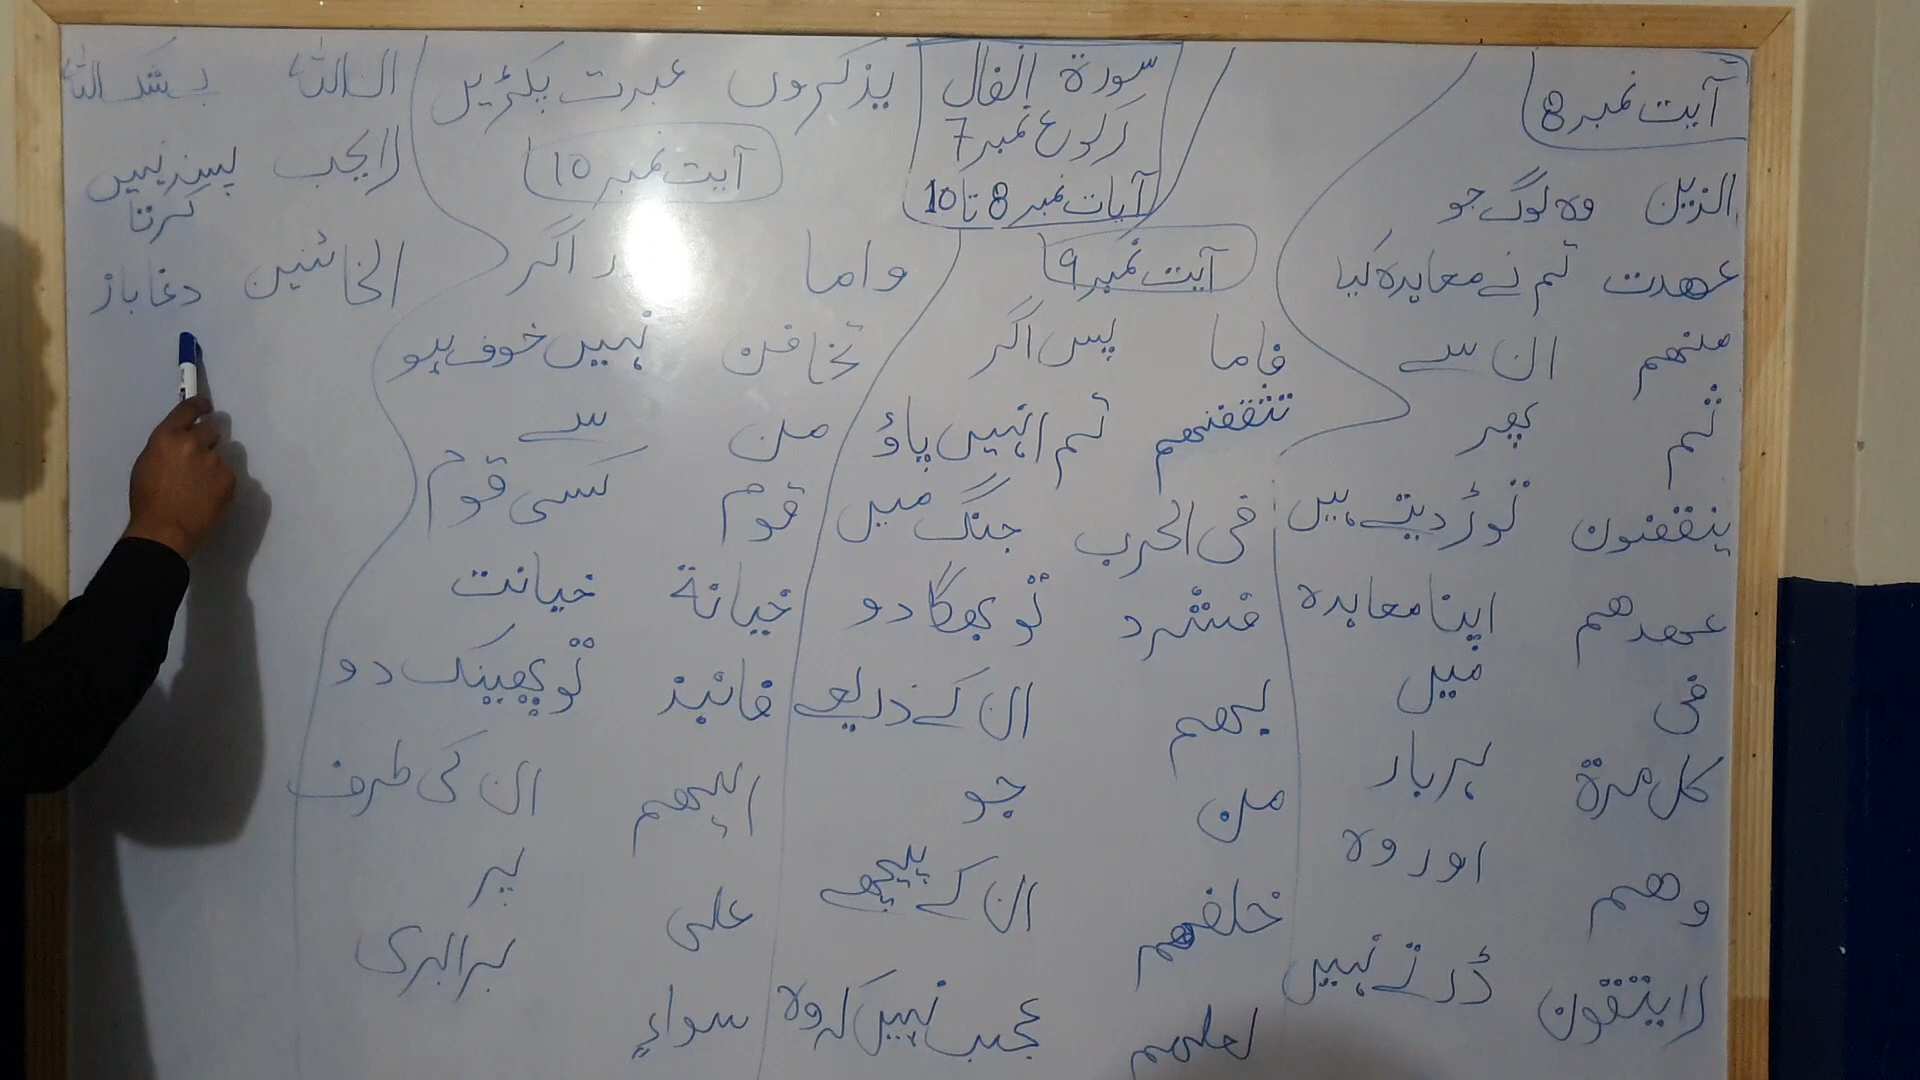 سورۃ انفال
رکوع نمبر 7
آیات نمبر 8 تا 10
آیت نمبر 8
الذین وہ لوگ جو
عھدت تم نے معاہدہ کیا
منھم ان سے
ثم پھر
ینقضون توڑ دیتے ہیں
عھدھم اپنا معاہدہ
فی میں
کل مرۃ ہر بار
وھم اور وہ
لا یتقون ڈرتے نہیں
آیت نمبر 9
فاما پس اگر
تثقفنھم تم انہیں پاؤ
فی الحرب جنگ میں
فشرد تو بھگا دو
بھم ان کے ذریعے
من جو
خلفھم ان کے پیچھے
لعلھم عجب نہیں کہ وہ
یذکرون عبرت پکڑیں
آیت نمبر 10
واما اگر
تخافن نہیں خوف ہو
من سے
قوم کسی قوم
خیانة خیانت
فائبذ تو پھینک دو
الیھم ان کی طرف
علی پر
سواءٍ برابری
ان اللہ بے شک اللہ
لا یحب پسند نہیں
کرتا
الخائنین دغا باز